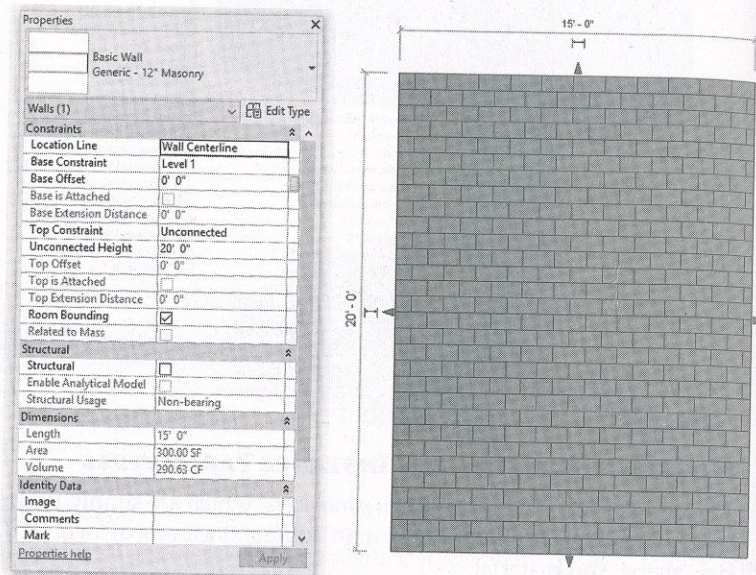 Properties
Basic Wall
Generic - 12" Masonry
Walls (1)
Edit Type
Constraints
Location Line Wall Centerline
Base Constraint Level 1
Base Offset 0' 0"
Base is Attached
Base Extension Distance 0' 0"
Top Constraint Unconnected
Unconnected Height 20' 0"
Top Offset 0' 0"
Top is Attached
Top Extension Distance 0' 0"
Room Bounding
Related to Mass
Structural
Structural
Enable Analytical Model
Structural Usage Non-bearing
Dimensions
Length 15' 0"
Area 300.00 SF
Volume 290.63 CF
Identity Data
Image
Comments
Mark
Properties help
Apply
15' - 0"
20' - 0"